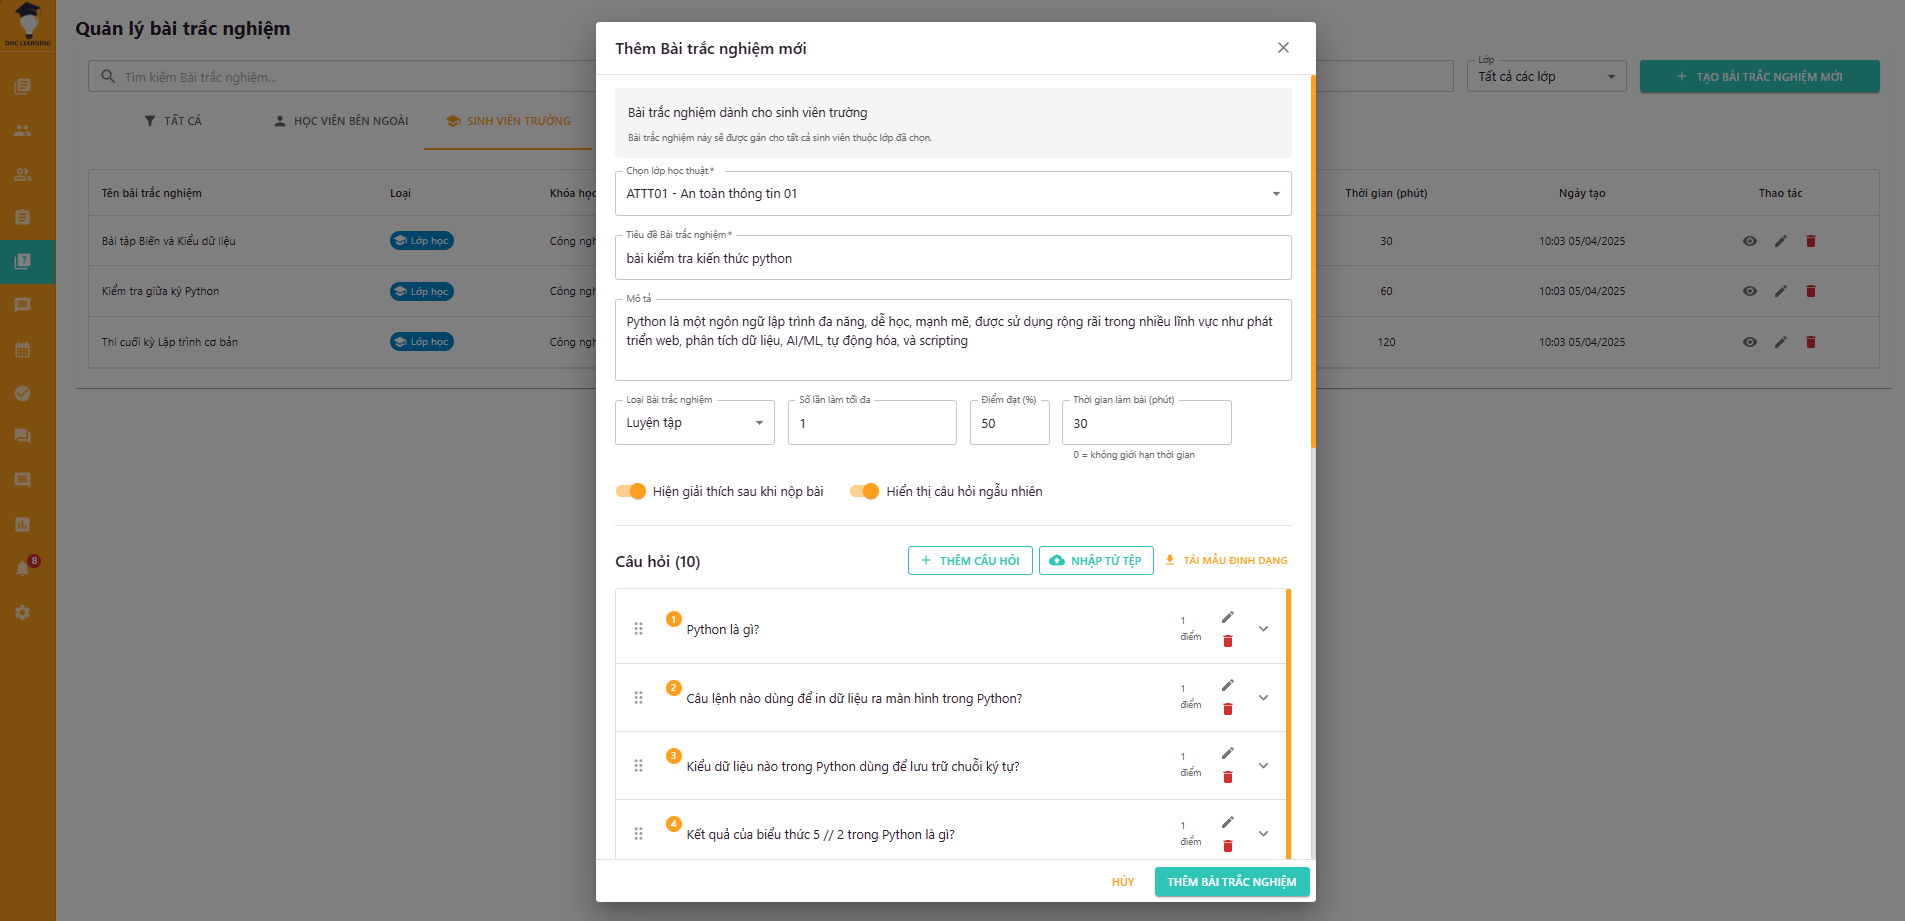 ONC LEARNING
8
Quản lý bài trắc nghiệm
Tìm kiếm Bài trắc nghiệm...
Lớp
Tất cả các lớp
TẠO BÀI TRẮC NGHIỆM MỚI
TẤT CẢ
HỌC VIÊN BÊN NGOÀI
SINH VIÊN TRƯỜNG
Tên bài trắc nghiệm
Loại
Khóa học
Thời gian (phút)
Ngày tạo
Thao tác
Bài tập Biến và Kiểu dữ liệu
Lớp học
Công ngh
30
10:03 05/04/2025
Kiểm tra giữa kỳ Python
Lớp học
Công ngh
60
10:03 05/04/2025
Thi cuối kỳ Lập trình cơ bản
Lớp học
Công ngh
120
10:03 05/04/2025
Thêm Bài trắc nghiệm mới
Bài trắc nghiệm dành cho sinh viên trường
Bài trắc nghiệm này sẽ được gán cho tất cả sinh viên thuộc lớp đã chọn.
Chọn lớp học thuật *
ATTT01 - An toàn thông tin 01
Tiêu đề Bài trắc nghiệm *
bài kiểm tra kiến thức python
Mô tả
Python là một ngôn ngữ lập trình đa năng, dễ học, mạnh mẽ, được sử dụng rộng rãi trong nhiều lĩnh vực như phát
triển web, phân tích dữ liệu, AI/ML, tự động hóa, và scripting
Loại Bài trắc nghiệm
Luyện tập
Số lần làm tối đa
1
Điểm đạt (%)
50
Thời gian làm bài (phút)
30
0 = không giới hạn thời gian
Hiện giải thích sau khi nộp bài
Hiển thị câu hỏi ngẫu nhiên
Câu hỏi (10)
THÊM CÂU HỎI
NHẬP TỪ TỆP
TẢI MẪU ĐỊNH DẠNG
1
Python là gì?
1
điểm
2
Câu lệnh nào dùng để in dữ liệu ra màn hình trong Python?
1
điểm
3
Kiểu dữ liệu nào trong Python dùng để lưu trữ chuỗi ký tự?
1
điểm
4
Kết quả của biểu thức 5 // 2 trong Python là gì?
1
điểm
HỦY
THÊM BÀI TRẮC NGHIỆM